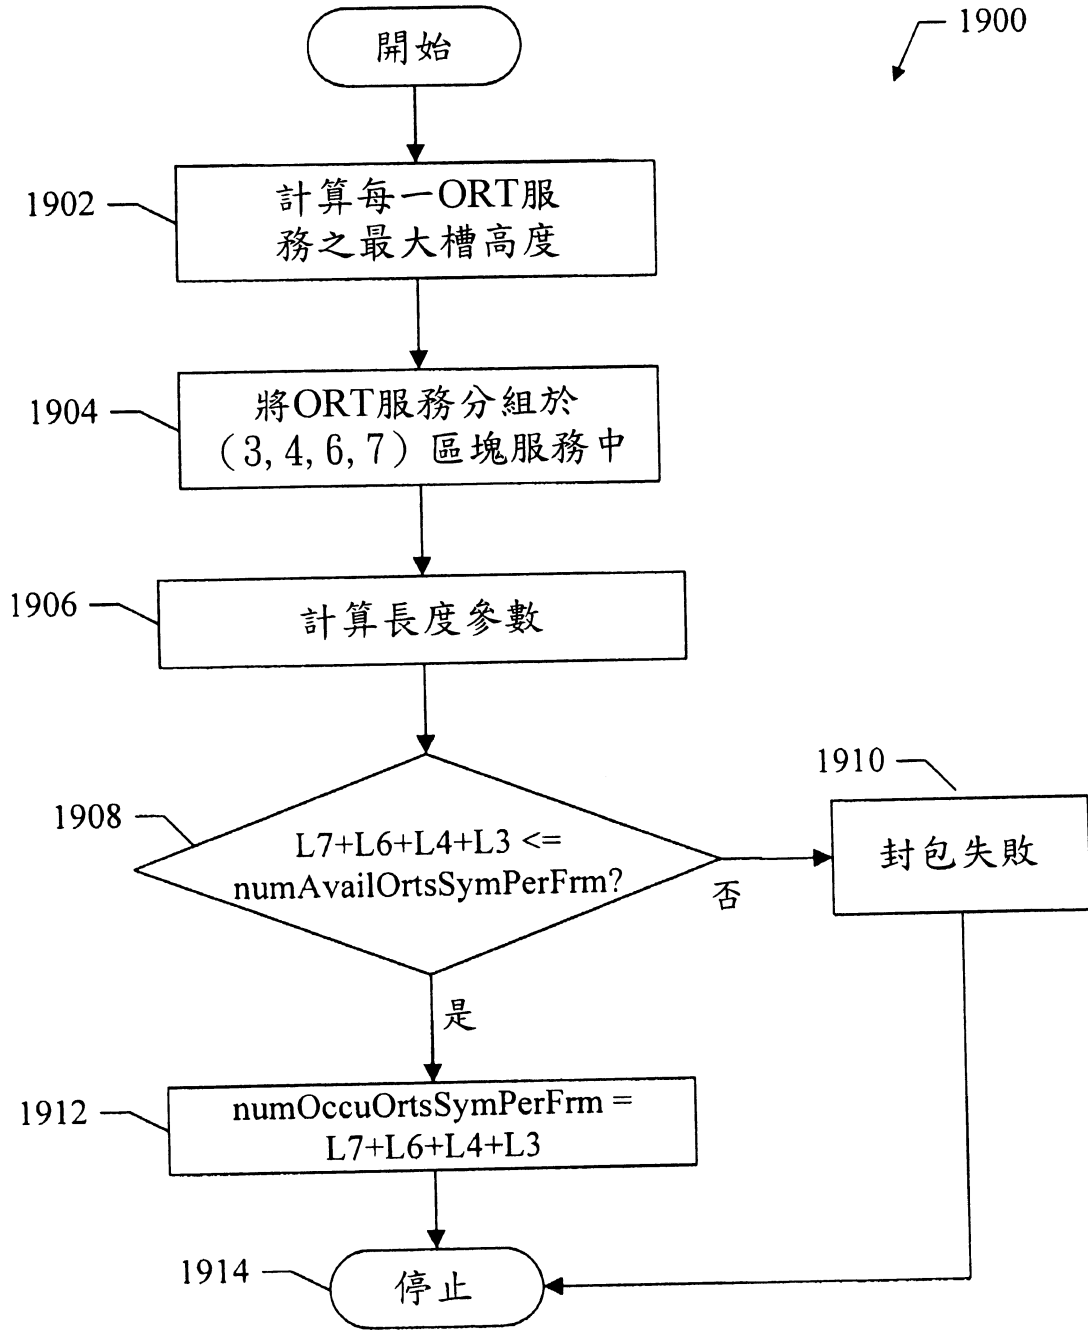 1900
開始
1902
計算每一ORT服
務之最大槽高度
1904
將ORT服務分組於
(3,4,6,7) 區塊服務中
1906
計算長度參數
1908
L7+L6+L4+L3 <=
numAvailOrtsSymPerFrm?
1910
封包失敗
否
是
1912
numOccuOrtsSymPerFrm =
L7+L6+L4+L3
1914
停止